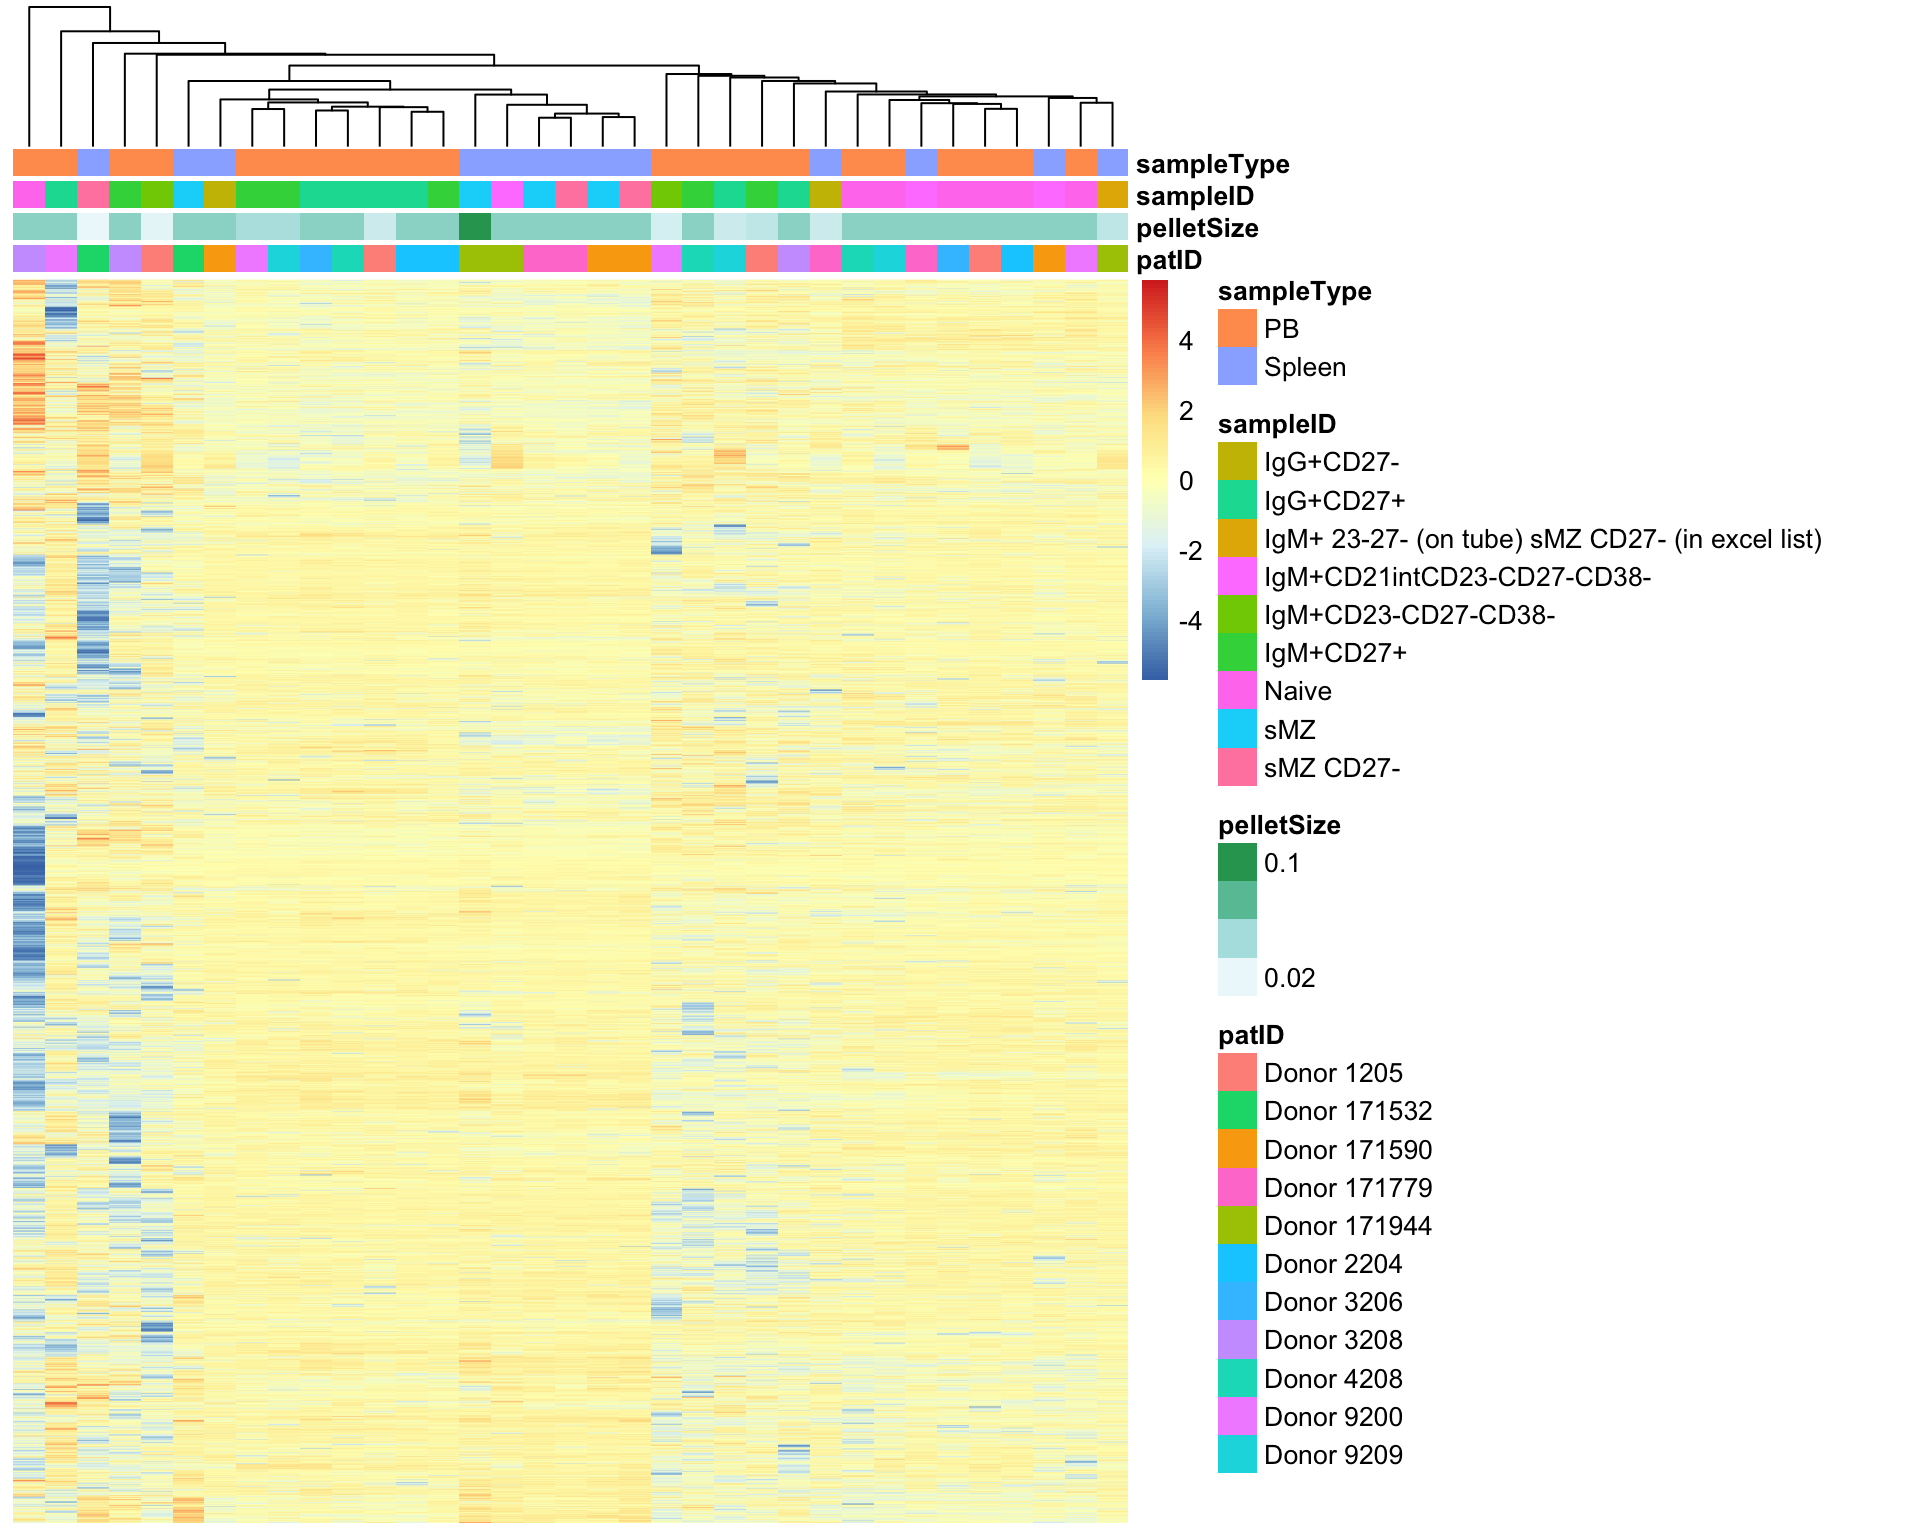 sampleType
sampleID
pelletSize
patID
4
2
0
-2
-4
sampleType
PB
Spleen
sampleID
IgG+CD27-
IgG+CD27+
IgM+ 23-27- (on tube) sMZ CD27- (in excel list)
IgM+CD21intCD23-CD27-CD38-
IgM+CD23-CD27-CD38-
IgM+CD27+
Naive
sMZ
sMZ CD27-
pelletSize
0.1
0.02
patID
Donor 1205
Donor 171532
Donor 171590
Donor 171779
Donor 171944
Donor 2204
Donor 3206
Donor 3208
Donor 4208
Donor 9200
Donor 9209